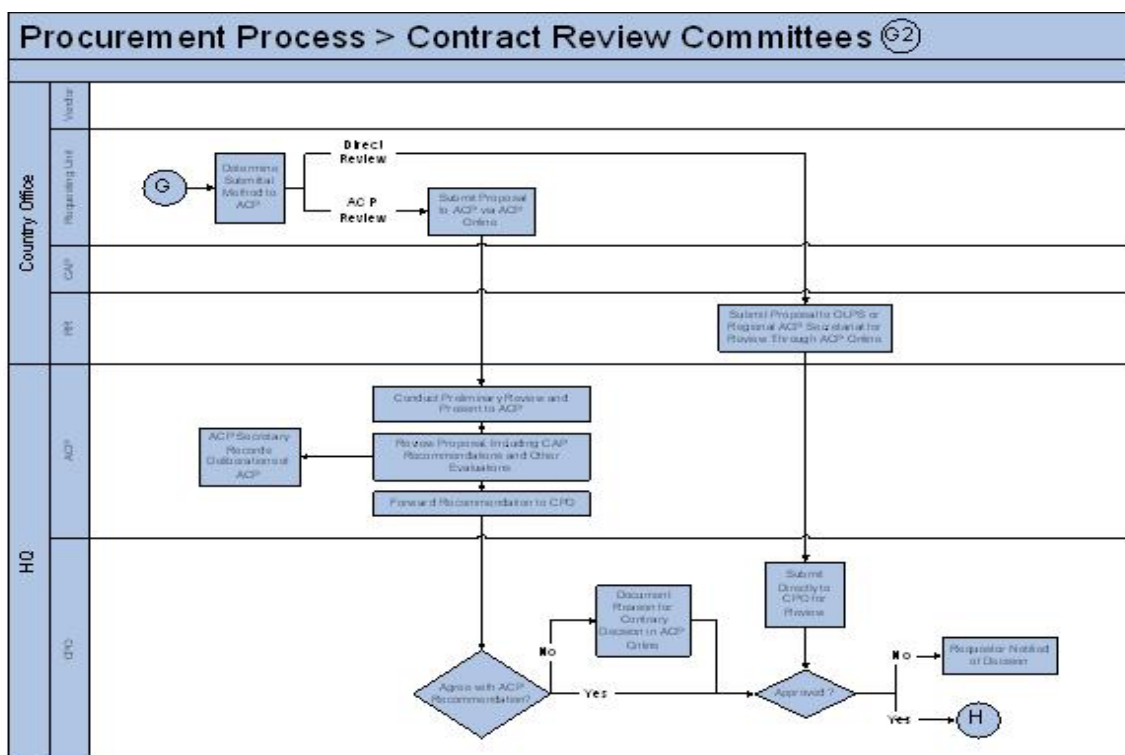 Procurement Process > Contract Review Committees G2
Country Office
Vendor
Requesting Unit
CAP
RR
HQ
ACP
CPO
G
Determine
Submittal
Method to
ACP
Direct
Review
ACP
Review
Submit Proposal
to ACP via ACP
Online
Submit Proposal to OLPS or
Regional ACP Secretariat for
Review Through ACP Online
Conduct Preliminary Review and
Present to ACP
ACP Secretary
Records
Deliberations of
ACP
Review Proposal Including CAP
Recommendations and Other
Evaluations
Forward Recommendation to CPO
Submit
Directly to
CPO for
Review
Document
Reason for
Contrary
Decision in ACP
Online
No
Agree with ACP
Recommendation?
Yes
Approved?
No
Requestor Notified
of Decision
Yes
H